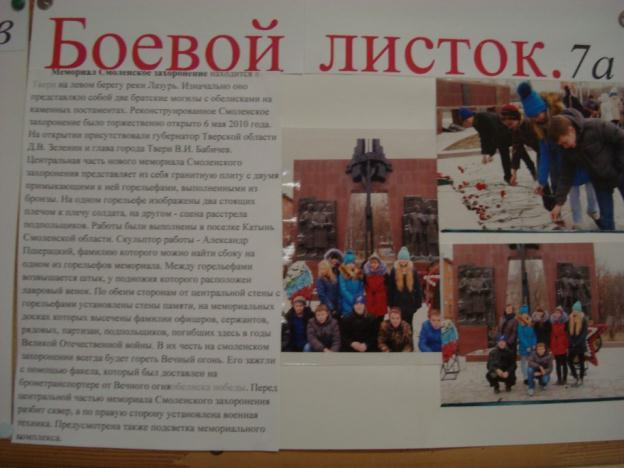 в
Боевой листок. 7а
Мемориал Смоленское захоронение находится в
Твери на левом берегу реки Лазурь. Изначально оно
представляло собой две братские могилы с обелисками на
каменных постаментах. Реконструированное Смоленское
захоронение было торжественно открыто 6 мая 2010 года.
На открытии присутствовали губернатор Тверской области
Д.В. Зеленин и глава города Твери В.И. Бабичев.
Центральная часть нового мемориала Смоленского
захоронения представляет из себя гранитную плиту с двумя
примыкающими к ней горельефами, выполненными из
бронзы. На одном горельефе изображены два стоящих
плечом к плечу солдата, на другом - сцена расстрела
подпольщиков. Работы были выполнены в поселке Катынь
Смоленской области. Скульптор работы - Александр
фамилию которого можно найти сбоку на
одном из горельефов мемориала. Между горельефами
возвышается штык, у подножия которого расположен
лавровый венок. По обеим сторонам от центральной стены с
горельефами установлены стены памяти, на мемориальных
досках которых высечены фамилии офицеров, сержантов,
рядовых, партизан, подпольщиков, погибших здесь в годы
Великой Отечественной войны. В их честь на смоленском
захоронении всегда будет гореть Вечный огонь. Его зажгли
с помощью факела, который был доставлен на
бронетранспортере от Вечного огня обелиска победы. Перед
центральной частью мемориала Смоленского захоронения
разбит сквер, а по правую сторону установлена военная
техника. Предусмотрена также подсветка мемориального
комплекса.